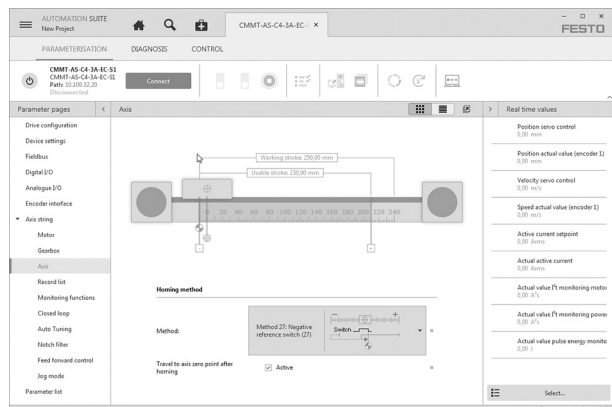 AUTOMATION SUITE
New Project
CMMT-AS-C4-3A-EC-S
FESTO
PARAMETERISATION
DIAGNOSIS
CONTROL
CMMT-AS-C4-3A-EC-S1
CMMT-AS-C4-3A-EC-S1
Path: 10.100.32.20
Disconnected
Connect
Parameter pages
Axis
Real time values
Drive configuration
Device settings
Fieldbus
Digital I/O
Analogue I/O
Encoder interface
Axis string
Motor
Gearbox
Axis
Record list
Monitoring functions
Closed loop
Auto Tuning
Notch filter
Feed forward control
Jog mode
Parameter list
Working stroke: 250,00 mm
Usable stroke: 230,00 mm
0 20 40 60 80 100 120 140 160 180 200 220 240
Homing method
Method:
Method 27: Negative
reference switch (27)
Switch
Travel to axis zero point after
homing
Active
Position servo control
0,00 mm
Position actual value (encoder 1)
0,00 mm
Velocity servo control
0,00 m/s
Speed actual value (encoder 1)
0,00 m/s
Active current setpoint
0,00 Arms
Actual active current
0,00 Arms
Actual value I²t monitoring motor
0,00 A²s
Actual value I²t monitoring power
0,00 A²s
Actual value pulse energy monito
0,00 J
Select...